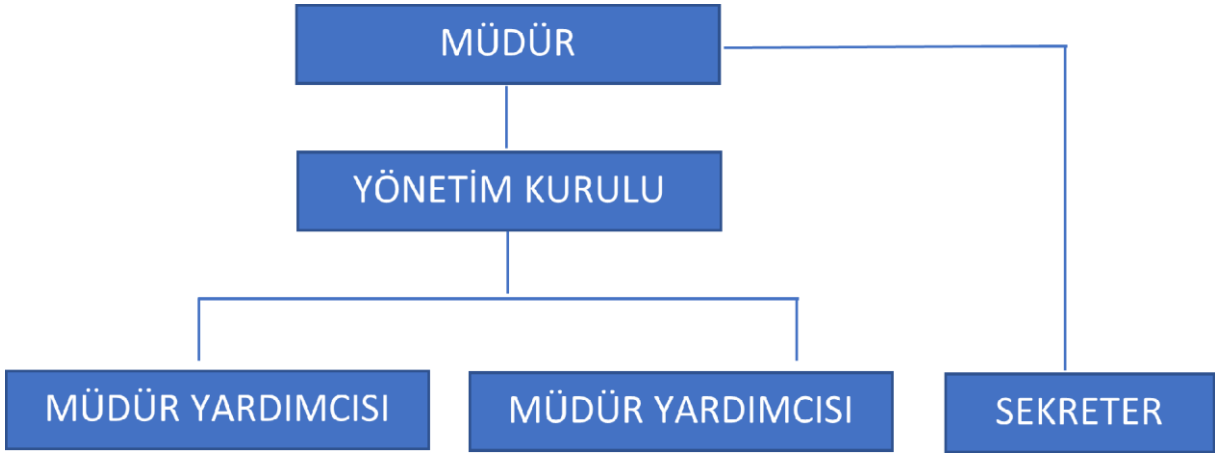 MÜDÜR
YÖNETİM KURULU
MÜDÜR YARDIMCISI
MÜDÜR YARDIMCISI
SEKRETER